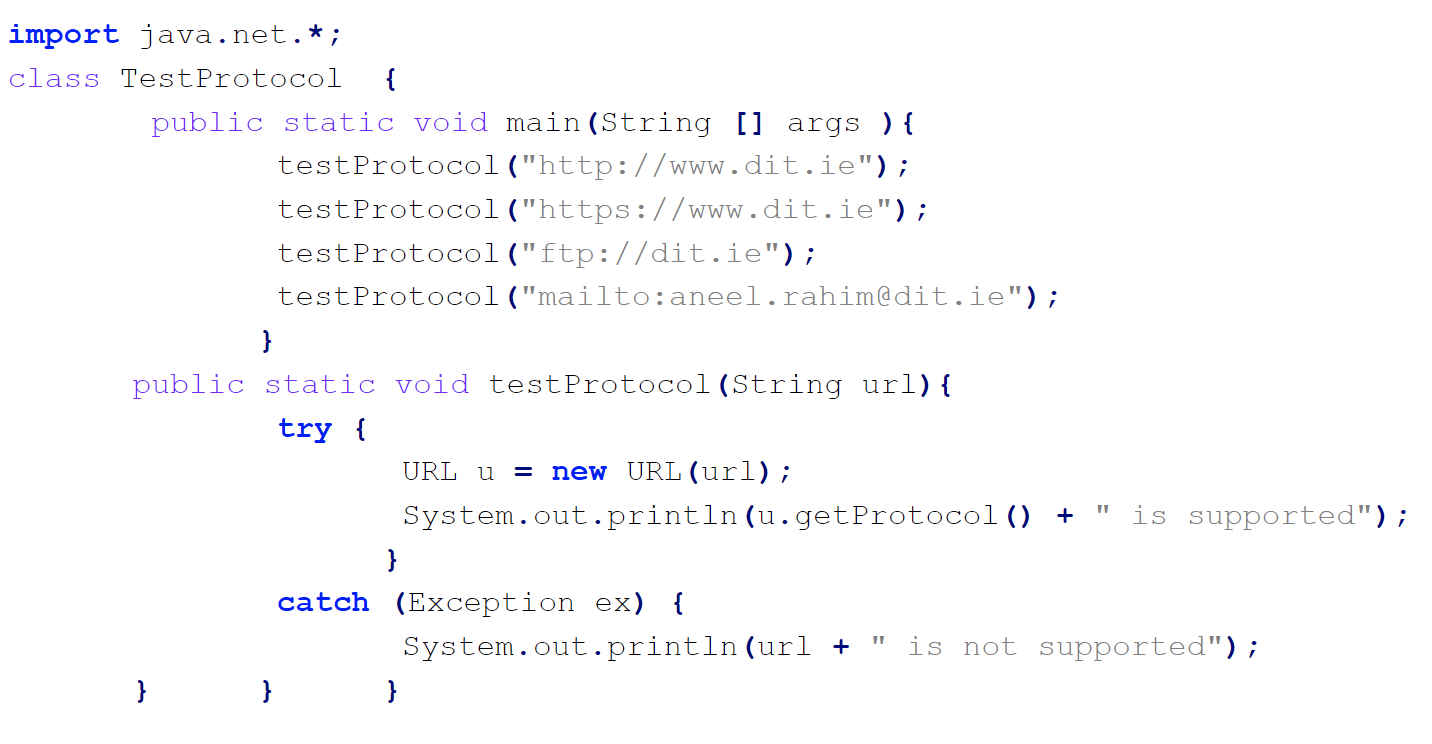 import java.net.*;
class TestProtocol {
public static void main(String [] args ){
testProtocol("http://www.dit.ie");
testProtocol("https://www.dit.ie");
testProtocol("ftp://dit.ie");
testProtocol("mailto:aneel.rahim@dit.ie");
}
public static void testProtocol(String url){
try {
URL u = new URL(url);
System.out.println(u.getProtocol() + " is supported");
}
catch (Exception ex) {
System.out.println(url + " is not supported");
} } }